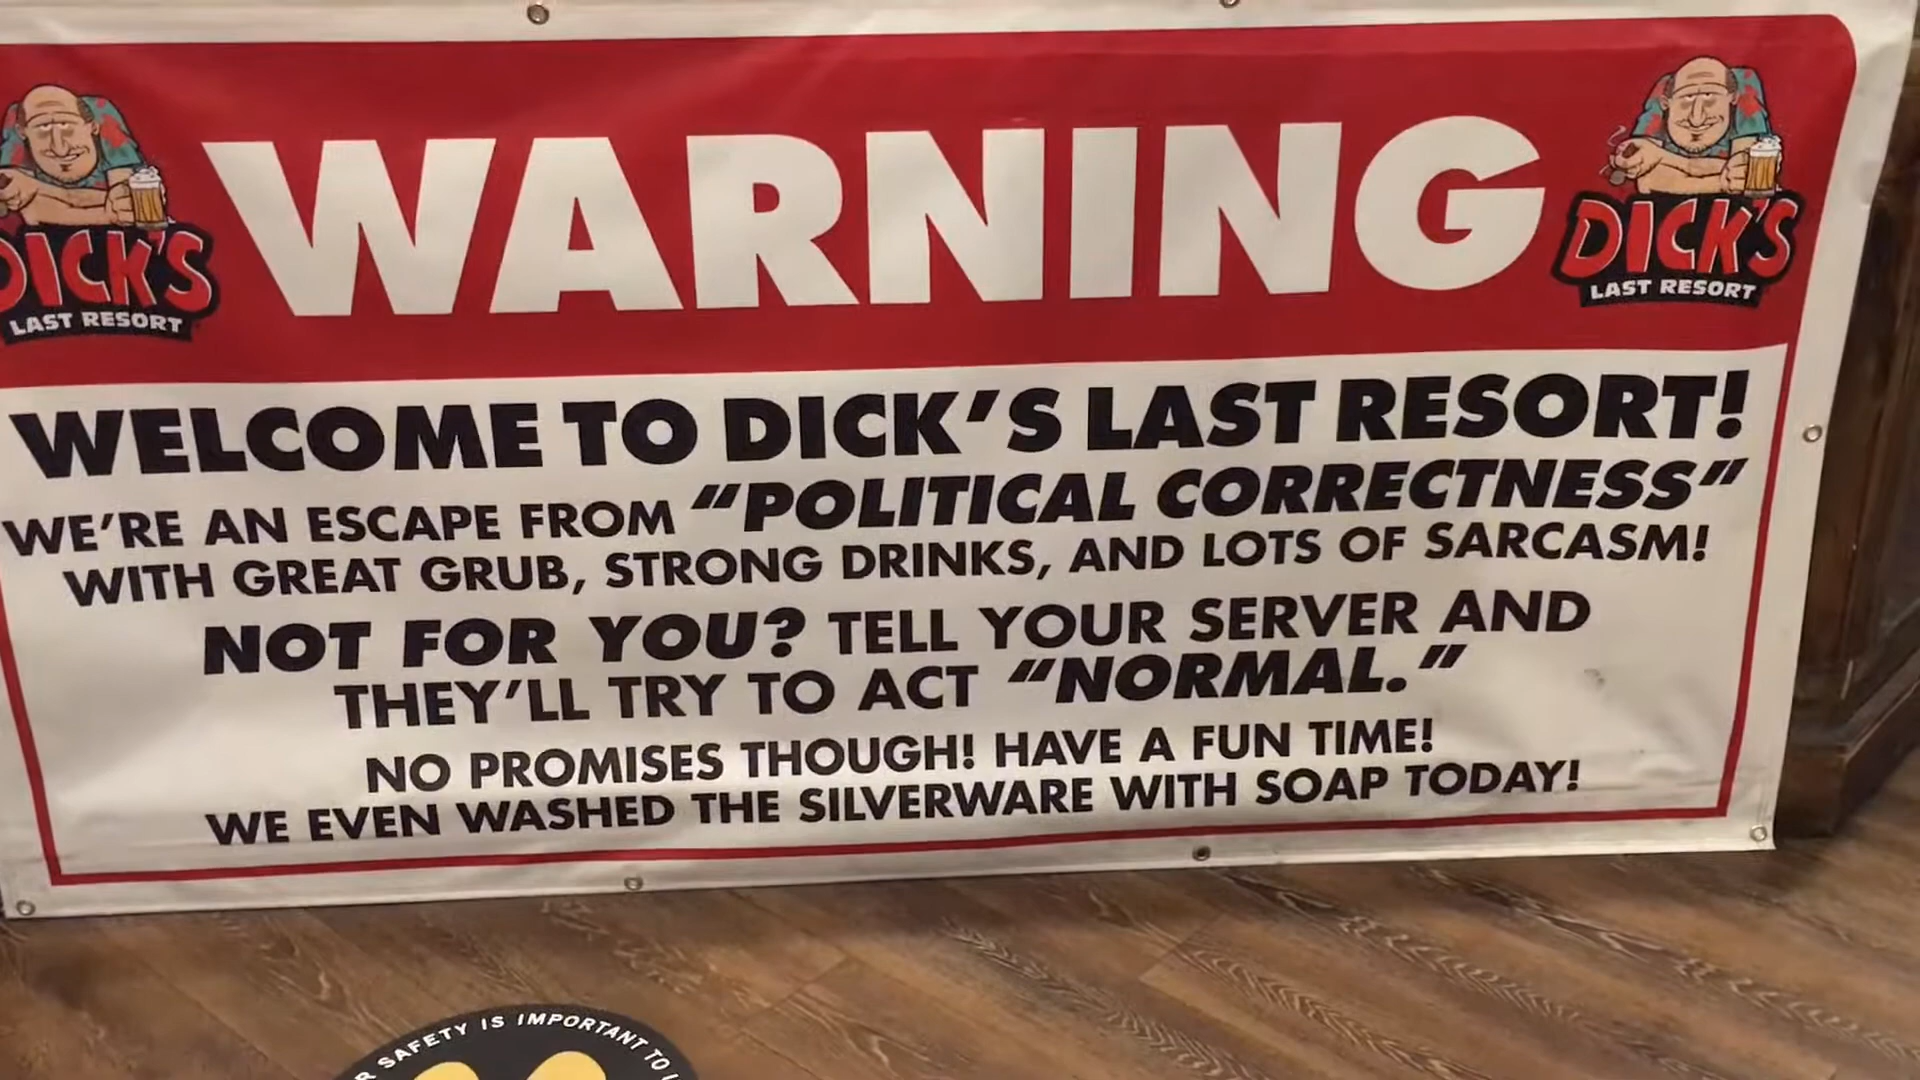 WARNING
DICK'S
LAST RESORT
DICK'S
LAST RESORT
WELCOME TO DICK'S LAST RESORT!
WE'RE AN ESCAPE FROM "POLITICAL CORRECTNESS"
WITH GREAT GRUB, STRONG DRINKS, AND LOTS OF SARCASM!
NOT FOR YOU? TELL YOUR SERVER AND
THEY'LL TRY TO ACT "NORMAL."
NO PROMISES THOUGH! HAVE A FUN TIME!
WE EVEN WASHED THE SILVERWARE WITH SOAP TODAY!
SAFETY IS IMPORTANT TO